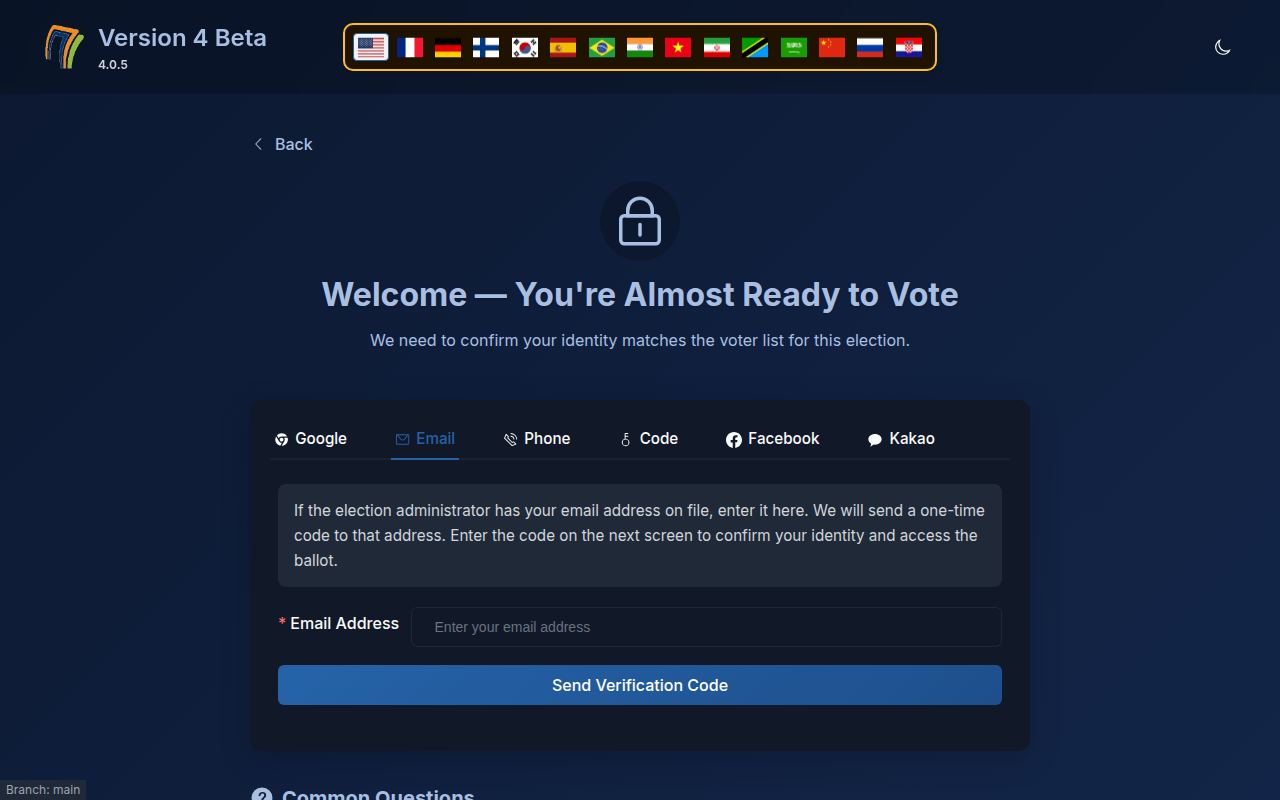 Version 4 Beta
4.0.5
Back
Welcome — You're Almost Ready to Vote
We need to confirm your identity matches the voter list for this election.
Google
Email
Phone
Code
Facebook
Kakao
If the election administrator has your email address on file, enter it here. We will send a one-time
code to that address. Enter the code on the next screen to confirm your identity and access the
ballot.
* Email Address
Enter your email address
Send Verification Code
Common Questions
Branch: main